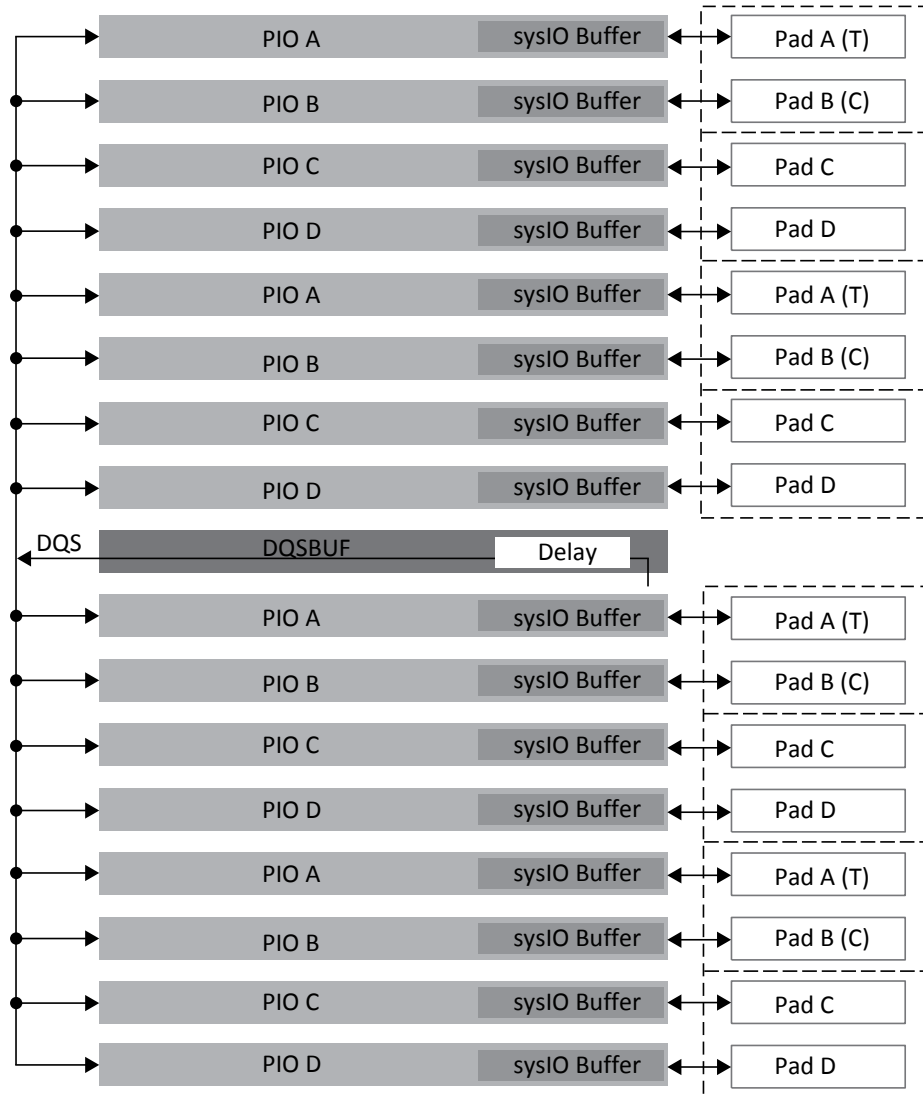 PIO A sysIO Buffer Pad A (T)
PIO B sysIO Buffer Pad B (C)
PIO C sysIO Buffer Pad C
PIO D sysIO Buffer Pad D
PIO A sysIO Buffer Pad A (T)
PIO B sysIO Buffer Pad B (C)
PIO C sysIO Buffer Pad C
PIO D sysIO Buffer Pad D
DQS DQSBUF Delay
PIO A sysIO Buffer Pad A (T)
PIO B sysIO Buffer Pad B (C)
PIO C sysIO Buffer Pad C
PIO D sysIO Buffer Pad D
PIO A sysIO Buffer Pad A (T)
PIO B sysIO Buffer Pad B (C)
PIO C sysIO Buffer Pad C
PIO D sysIO Buffer Pad D